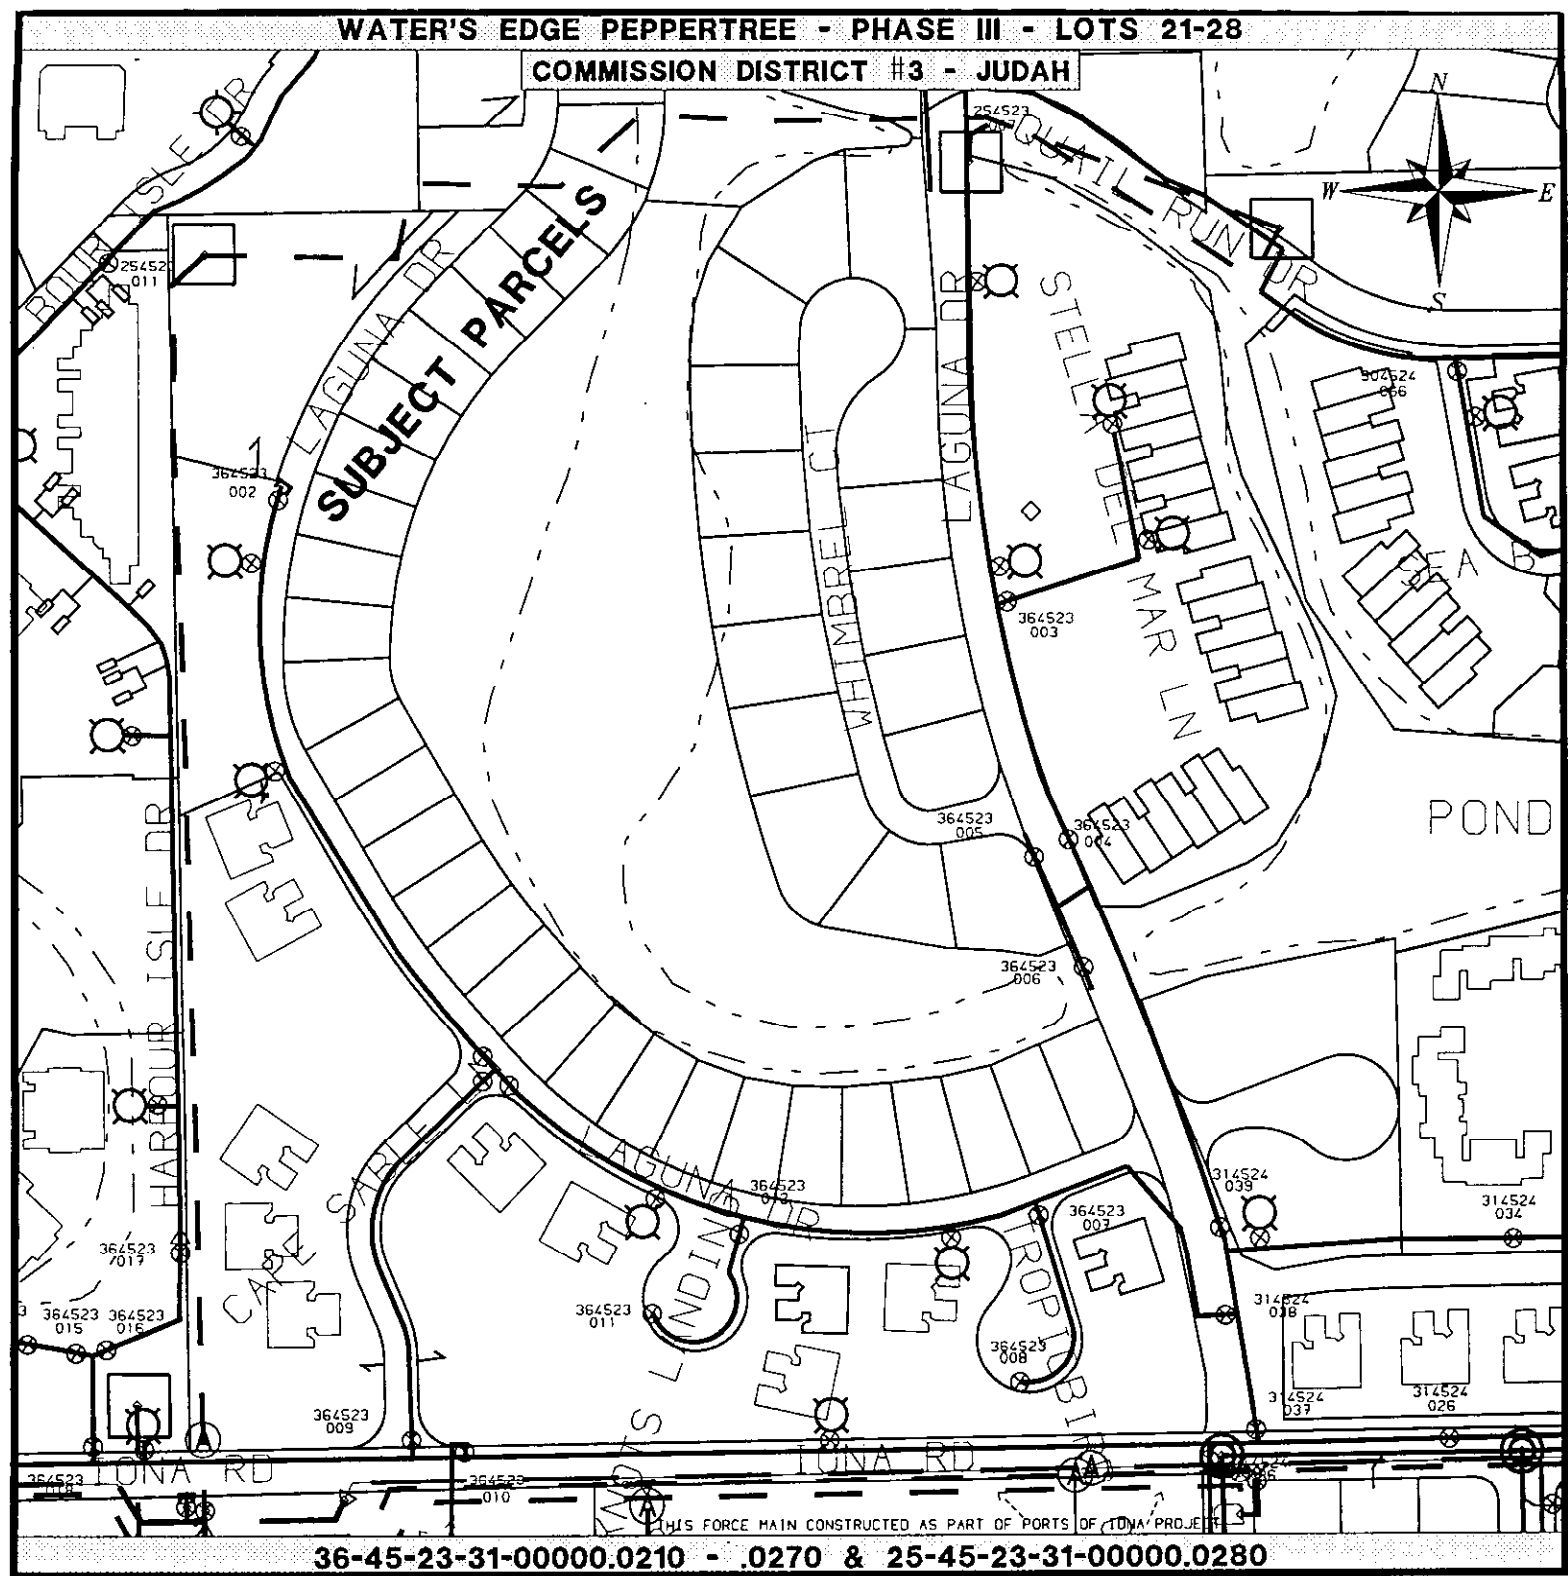 WATER'S EDGE PEPPERTREE - PHASE III - LOTS 21-28
COMMISSION DISTRICT #3 - JUDAH
N
W
E
S
254523
QUAIL RUN DR
BOUR ISLE DR
25452
011
LAGUNA DR
SUBJECT PARCELS
LAGUNA DR
STELLA DEL MAR LN
304524
066
364523
002
SEA B
WHIMBREL CT
364523
003
POND
364523
005
364523
004
HARBOUR ISLE DR
364523
006
LAGUNA DR
364523
013
314524
039
314524
034
364523
007
364523
017
364523
015
364523
016
364523
011
364523
008
314524
038
314524
037
314524
026
364523
009
IONA RD
IONA RD
364523
018
364523
010
THIS FORCE MAIN CONSTRUCTED AS PART OF PORTS OF IONA PROJECT
36-45-23-31-00000.0210 - .0270 & 25-45-23-31-00000.0280